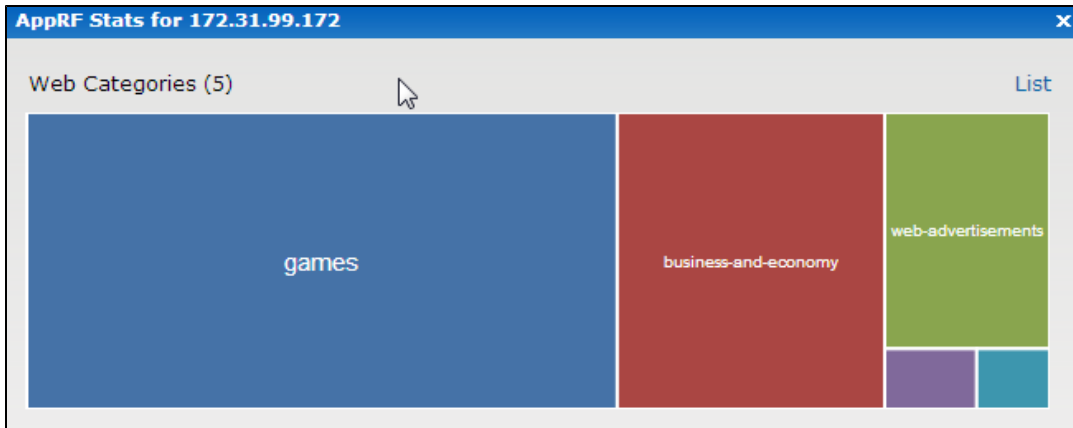 AppRF Stats for 172.31.99.172 x
Web Categories (5) List
games
business-and-economy
web-advertisements